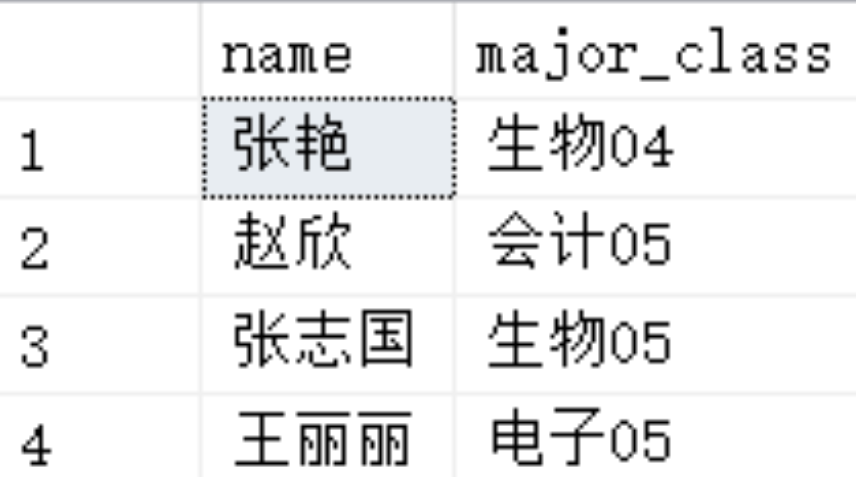 name major_class
1 张艳 生物04
2 赵欣 会计05
3 张志国 生物05
4 王丽丽 电子05